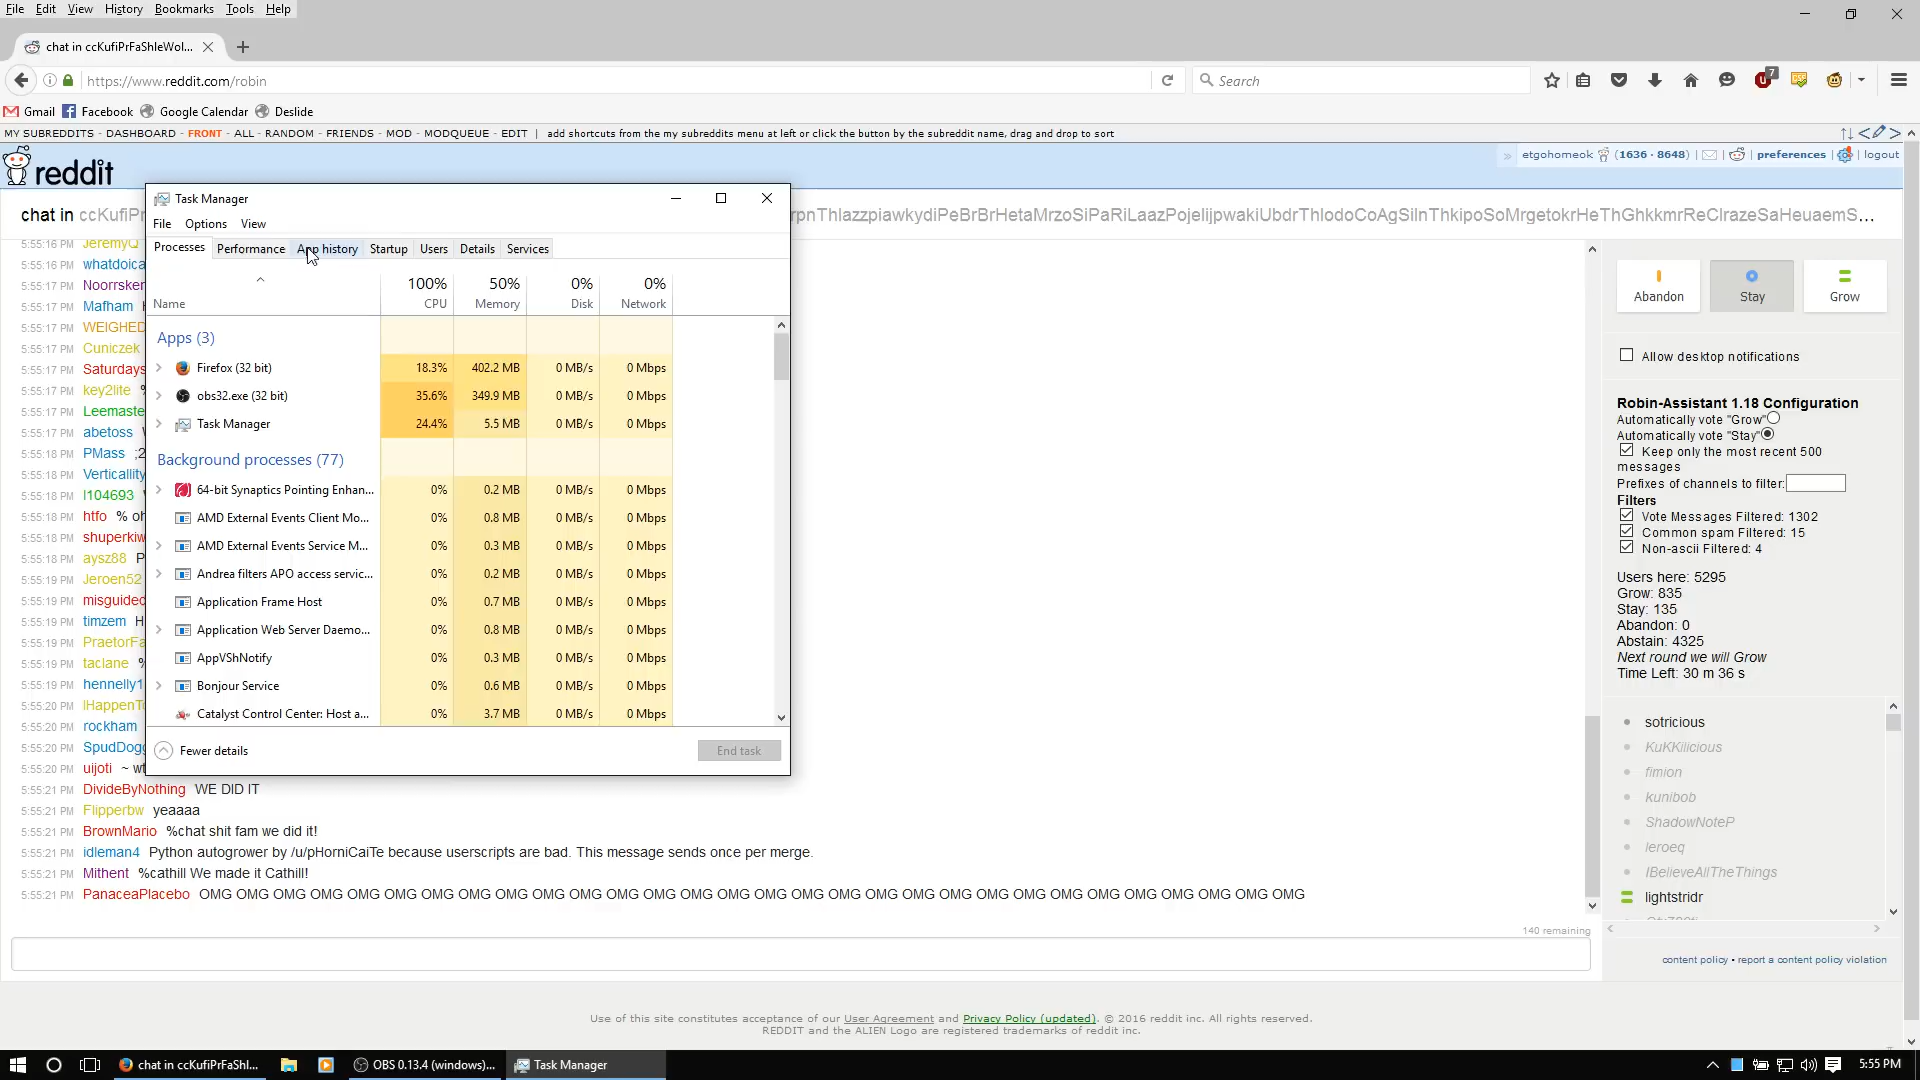 File Edit View History Bookmarks Tools Help
chat in ccKufiPrFaShleWol...
https://www.reddit.com/robin
Search
7
Gmail Facebook Google Calendar Deslide
MY SUBREDDITS - DASHBOARD - FRONT - ALL - RANDOM - FRIENDS - MOD - MODQUEUE - EDIT | add shortcuts from the my subreddits menu at left or click the button by the subreddit name, drag and drop to sort
reddit
etgohomeok (1636 · 8648) | | | preferences | | logout
chat in ccKufiPr
rpnThlazzpiawkydiPeBrBrHetaMrzoSiPaRiLaazPojelijpwakiUbdrThlodoCoAgSilnThkipoSoMrgetokrHeThGhkkmrReClrazeSaHeuaemS...
Task Manager
File Options View
Processes Performance App history Startup Users Details Services
100% 50% 0% 0%
Name CPU Memory Disk Network
Apps (3)
Firefox (32 bit) 18.3% 402.2 MB 0 MB/s 0 Mbps
obs32.exe (32 bit) 35.6% 349.9 MB 0 MB/s 0 Mbps
Task Manager 24.4% 5.5 MB 0 MB/s 0 Mbps
Background processes (77)
64-bit Synaptics Pointing Enhan... 0% 0.2 MB 0 MB/s 0 Mbps
AMD External Events Client Mo... 0% 0.8 MB 0 MB/s 0 Mbps
AMD External Events Service M... 0% 0.3 MB 0 MB/s 0 Mbps
Andrea filters APO access servic... 0% 0.2 MB 0 MB/s 0 Mbps
Application Frame Host 0% 0.7 MB 0 MB/s 0 Mbps
Application Web Server Daemo... 0% 0.8 MB 0 MB/s 0 Mbps
AppVShNotify 0% 0.3 MB 0 MB/s 0 Mbps
Bonjour Service 0% 0.6 MB 0 MB/s 0 Mbps
Catalyst Control Center: Host a... 0% 3.7 MB 0 MB/s 0 Mbps
Fewer details End task
5:55:16 PM JeremyQ
5:55:16 PM whatdoica
5:55:16 PM Noorrsker
5:55:17 PM Mafham
5:55:17 PM WEIGHED
5:55:17 PM Cuniczek
5:55:17 PM Saturdays
5:55:17 PM key2lite
5:55:17 PM Leemaste
5:55:17 PM abetoss
5:55:18 PM PMass ;2
5:55:18 PM Verticallity
5:55:18 PM l104693
5:55:18 PM htfo % oh
5:55:18 PM shuperkiw
5:55:18 PM aysz88 P
5:55:19 PM Jeroen52
5:55:19 PM misguided
5:55:19 PM timzem H
5:55:19 PM PraetorFa
5:55:19 PM taclane
5:55:19 PM hennelly1
5:55:20 PM IHappenTo
5:55:20 PM rockham
5:55:20 PM SpudDogg
5:55:20 PM uijoti ~ wt
5:55:21 PM DivideByNothing WE DID IT
5:55:21 PM Flipperbw yeaaaa
5:55:21 PM BrownMario %chat shit fam we did it!
5:55:21 PM idleman4 Python autogrower by /u/pHorniCaiTe because userscripts are bad. This message sends once per merge.
5:55:21 PM Mithent %cathill We made it Cathill!
5:55:21 PM PanaceaPlacebo OMG OMG OMG OMG OMG OMG OMG OMG OMG OMG OMG OMG OMG OMG OMG OMG OMG OMG OMG OMG OMG OMG OMG OMG OMG OMG OMG OMG OMG OMG
140 remaining
Abandon Stay Grow
Allow desktop notifications
Robin-Assistant 1.18 Configuration
Automatically vote "Grow"
Automatically vote "Stay"
Keep only the most recent 500
messages
Prefixes of channels to filter:
Filters
Vote Messages Filtered: 1302
Common spam Filtered: 15
Non-ascii Filtered: 4
Users here: 5295
Grow: 835
Stay: 135
Abandon: 0
Abstain: 4325
Next round we will Grow
Time Left: 30 m 36 s
sotricious
KuKKilicious
fimion
kunibob
ShadowNoteP
leroeq
IBelieveAllTheThings
lightstridr
content policy • report a content policy violation
Use of this site constitutes acceptance of our User Agreement and Privacy Policy (updated). © 2016 reddit inc. All rights reserved.
REDDIT and the ALIEN Logo are registered trademarks of reddit inc.
chat in ccKufiPrFaShl... OBS 0.13.4 (windows)... Task Manager 5:55 PM